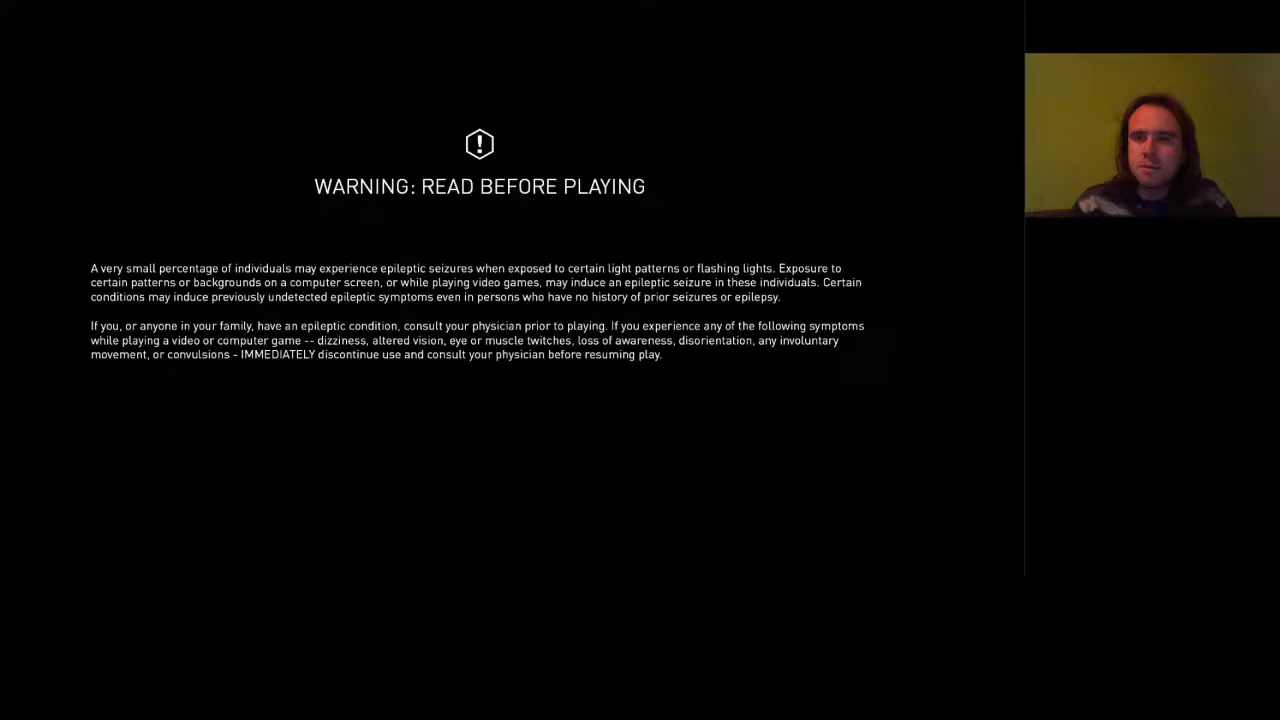 !
WARNING: READ BEFORE PLAYING
A very small percentage of individuals may experience epileptic seizures when exposed to certain light patterns or flashing lights. Exposure to
certain patterns or backgrounds on a computer screen, or while playing video games, may induce an epileptic seizure in these individuals. Certain
conditions may induce previously undetected epileptic symptoms even in persons who have no history of prior seizures or epilepsy.
If you, or anyone in your family, have an epileptic condition, consult your physician prior to playing. If you experience any of the following symptoms
while playing a video or computer game -- dizziness, altered vision, eye or muscle twitches, loss of awareness, disorientation, any involuntary
movement, or convulsions - IMMEDIATELY discontinue use and consult your physician before resuming play.